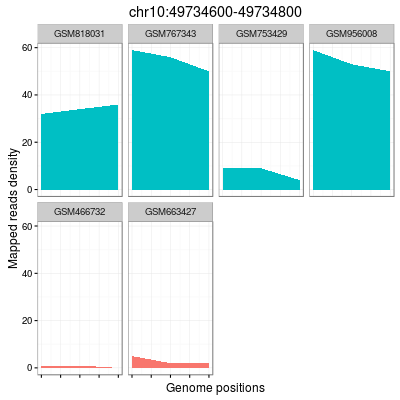 chr10:49734600-49734800
GSM818031 GSM767343 GSM753429 GSM956008
60
40
20
0
GSM466732 GSM663427
60
40
20
0
Mapped reads density
Genome positions